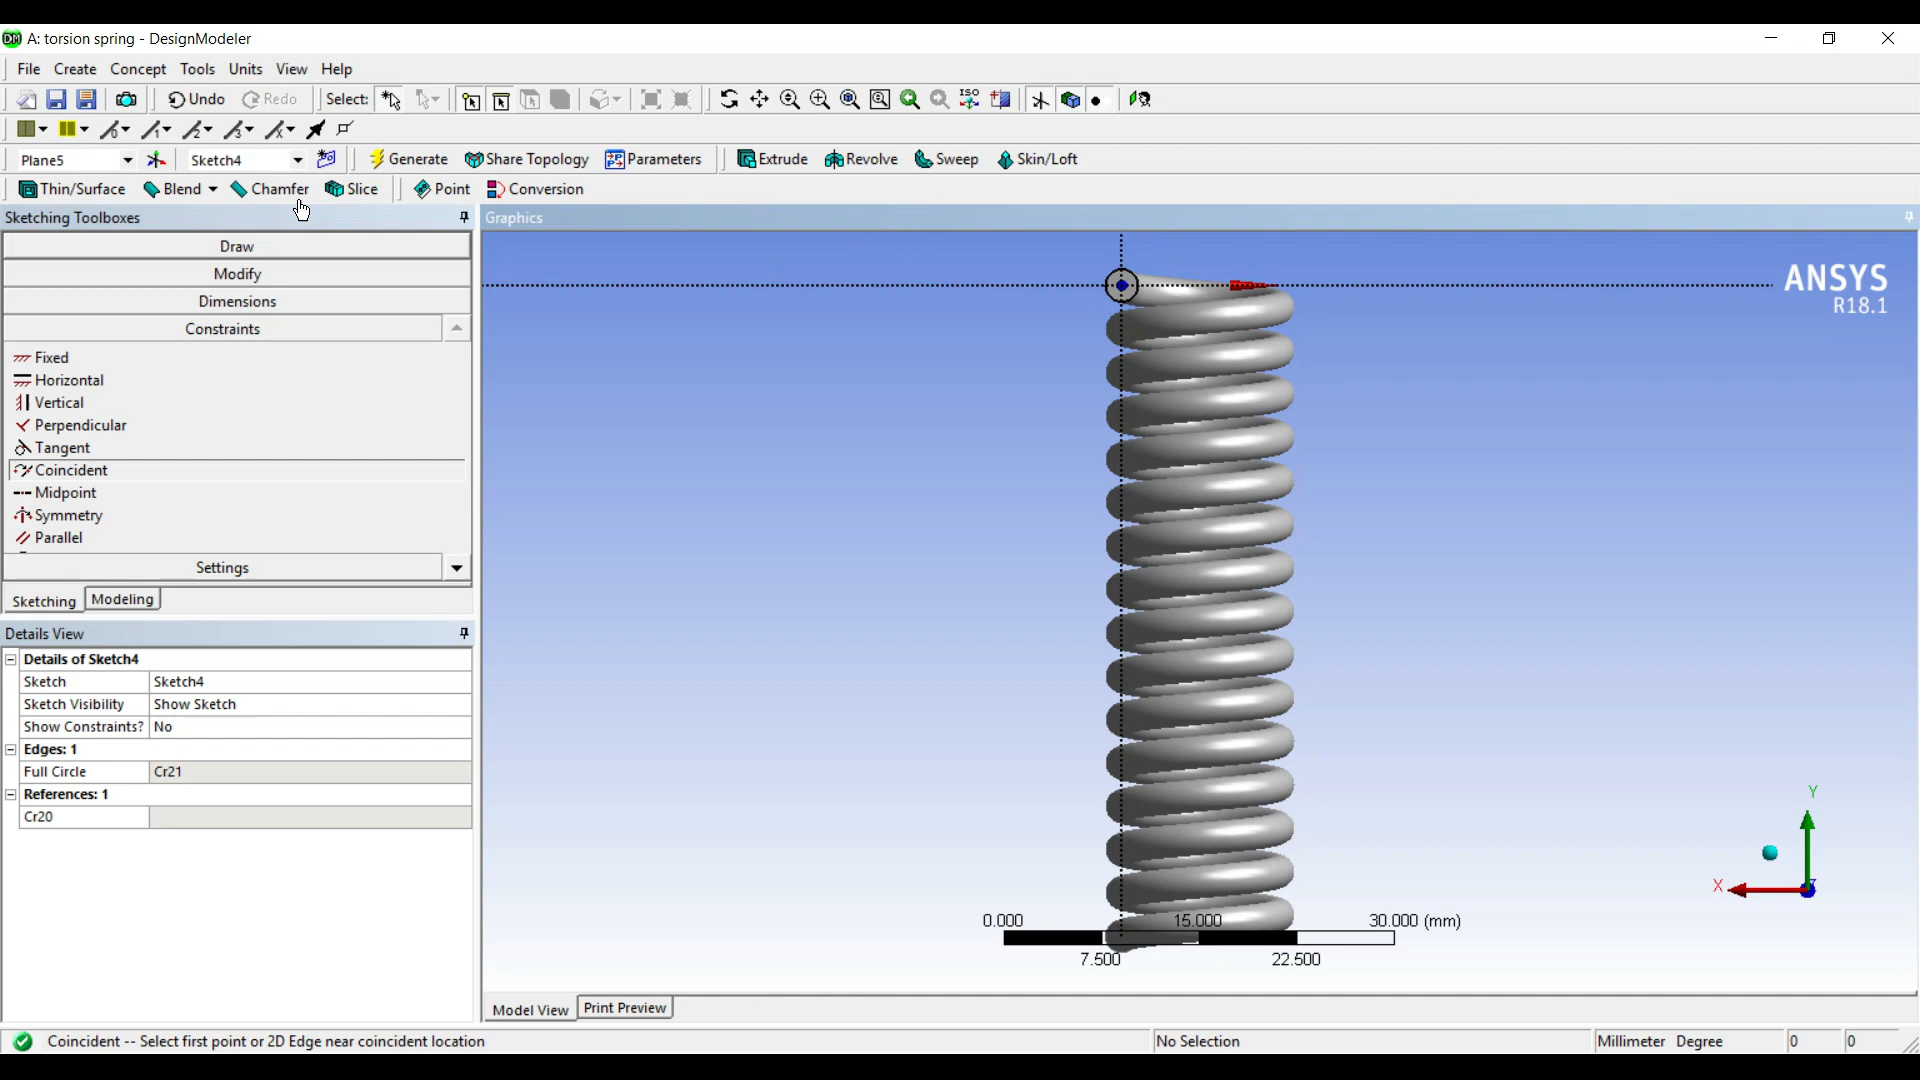 A: torsion spring - DesignModeler
File Create Concept Tools Units View Help
Undo Redo Select:
ISO
Plane5 Sketch4 Generate Share Topology Parameters Extrude Revolve Sweep Skin/Loft
Thin/Surface Blend Chamfer Slice Point Conversion
Sketching Toolboxes
Draw
Modify
Dimensions
Constraints
Fixed
Horizontal
Vertical
Perpendicular
Tangent
Coincident
Midpoint
Symmetry
Parallel
Settings
Sketching Modeling
Details View
Details of Sketch4
Sketch Sketch4
Sketch Visibility Show Sketch
Show Constraints? No
Edges: 1
Full Circle Cr21
References: 1
Cr20
Graphics
ANSYS
R18.1
Y
X
0.000 15.000 30.000 (mm)
7.500 22.500
Model View Print Preview
Coincident -- Select first point or 2D Edge near coincident location No Selection Millimeter Degree 0 0